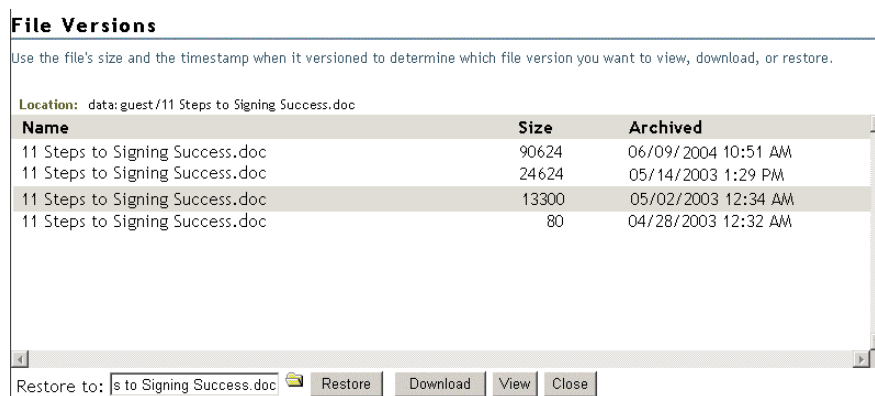 File Versions
Use the file's size and the timestamp when it versioned to determine which file version you want to view, download, or restore.
Location: data:guest/11 Steps to Signing Success.doc
Name Size Archived
11 Steps to Signing Success.doc 90624 06/09/2004 10:51 AM
11 Steps to Signing Success.doc 24624 05/14/2003 1:29 PM
11 Steps to Signing Success.doc 13300 05/02/2003 12:34 AM
11 Steps to Signing Success.doc 80 04/28/2003 12:32 AM
Restore to: s to Signing Success.doc Restore Download View Close